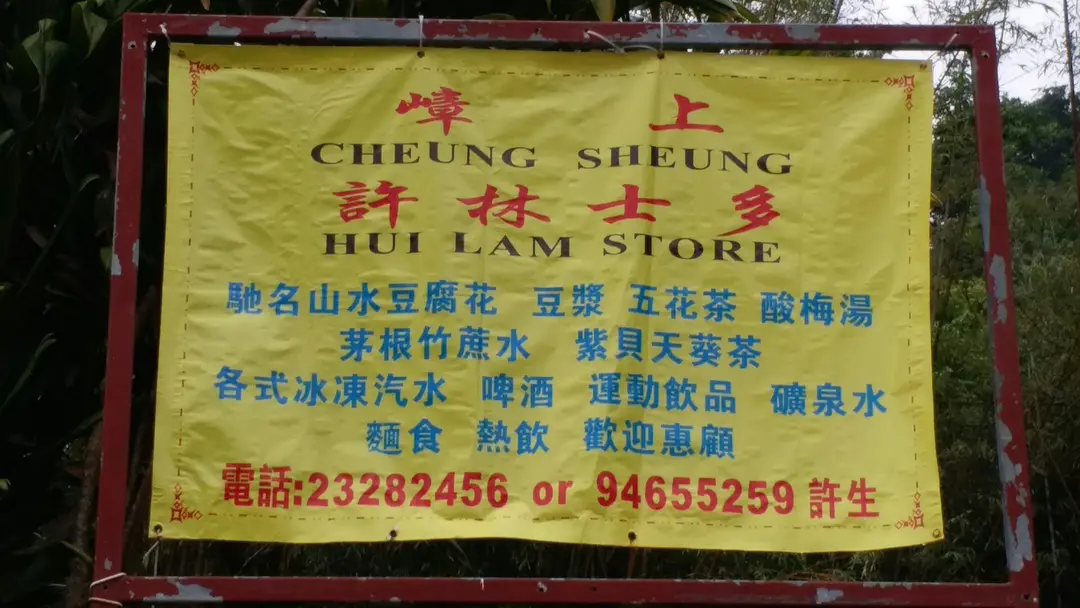 嶂 上
CHEUNG SHEUNG
許林士多
HUI LAM STORE
馳名山水豆腐花 豆漿 五花茶 酸梅湯
茅根竹蔗水 紫貝天葵茶
各式冰凍汽水 啤酒 運動飲品 礦泉水
麵食 熱飲 歡迎惠顧
電話:23282456 or 94655259 許生